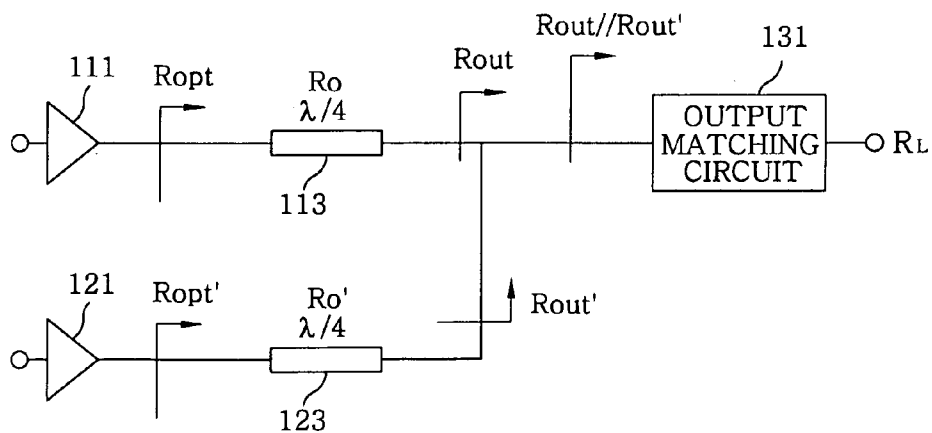 111
Ropt
Ro
λ/4
113
Rout
Rout//Rout'
131
OUTPUT
MATCHING
CIRCUIT
RL
121
Ropt'
Ro'
λ/4
123
Rout'